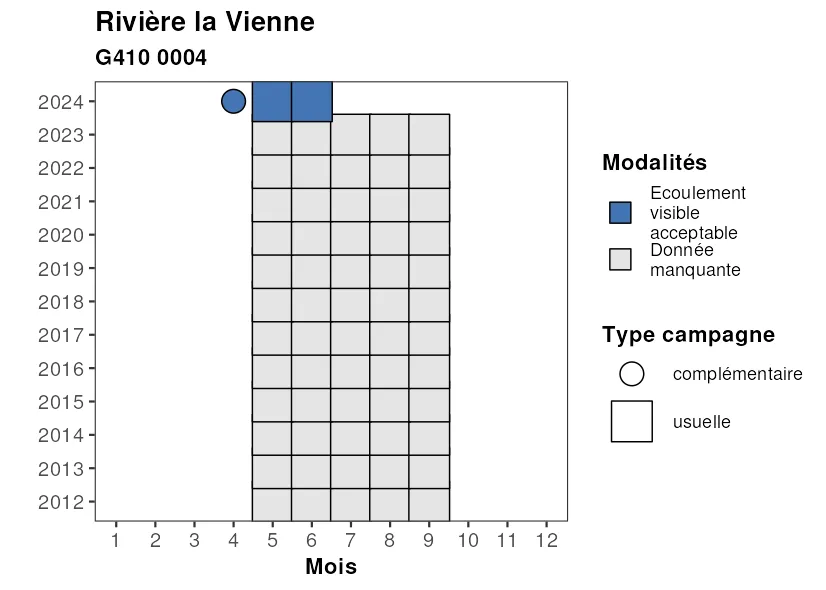 Rivière la Vienne
G410 0004
2024
2023
2022
2021
2020
2019
2018
2017
2016
2015
2014
2013
2012
1 2 3 4 5 6 7 8 9 10 11 12
Mois
Modalités
Ecoulement
visible
acceptable
Donnée
manquante
Type campagne
complémentaire
usuelle